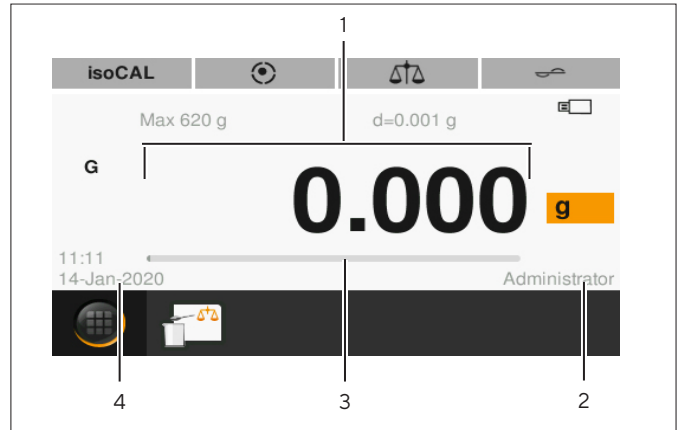 1
isoCAL
Max 620 g d=0.001 g
G
0.000 g
11:11
14-Jan-2020 Administrator
4 3 2